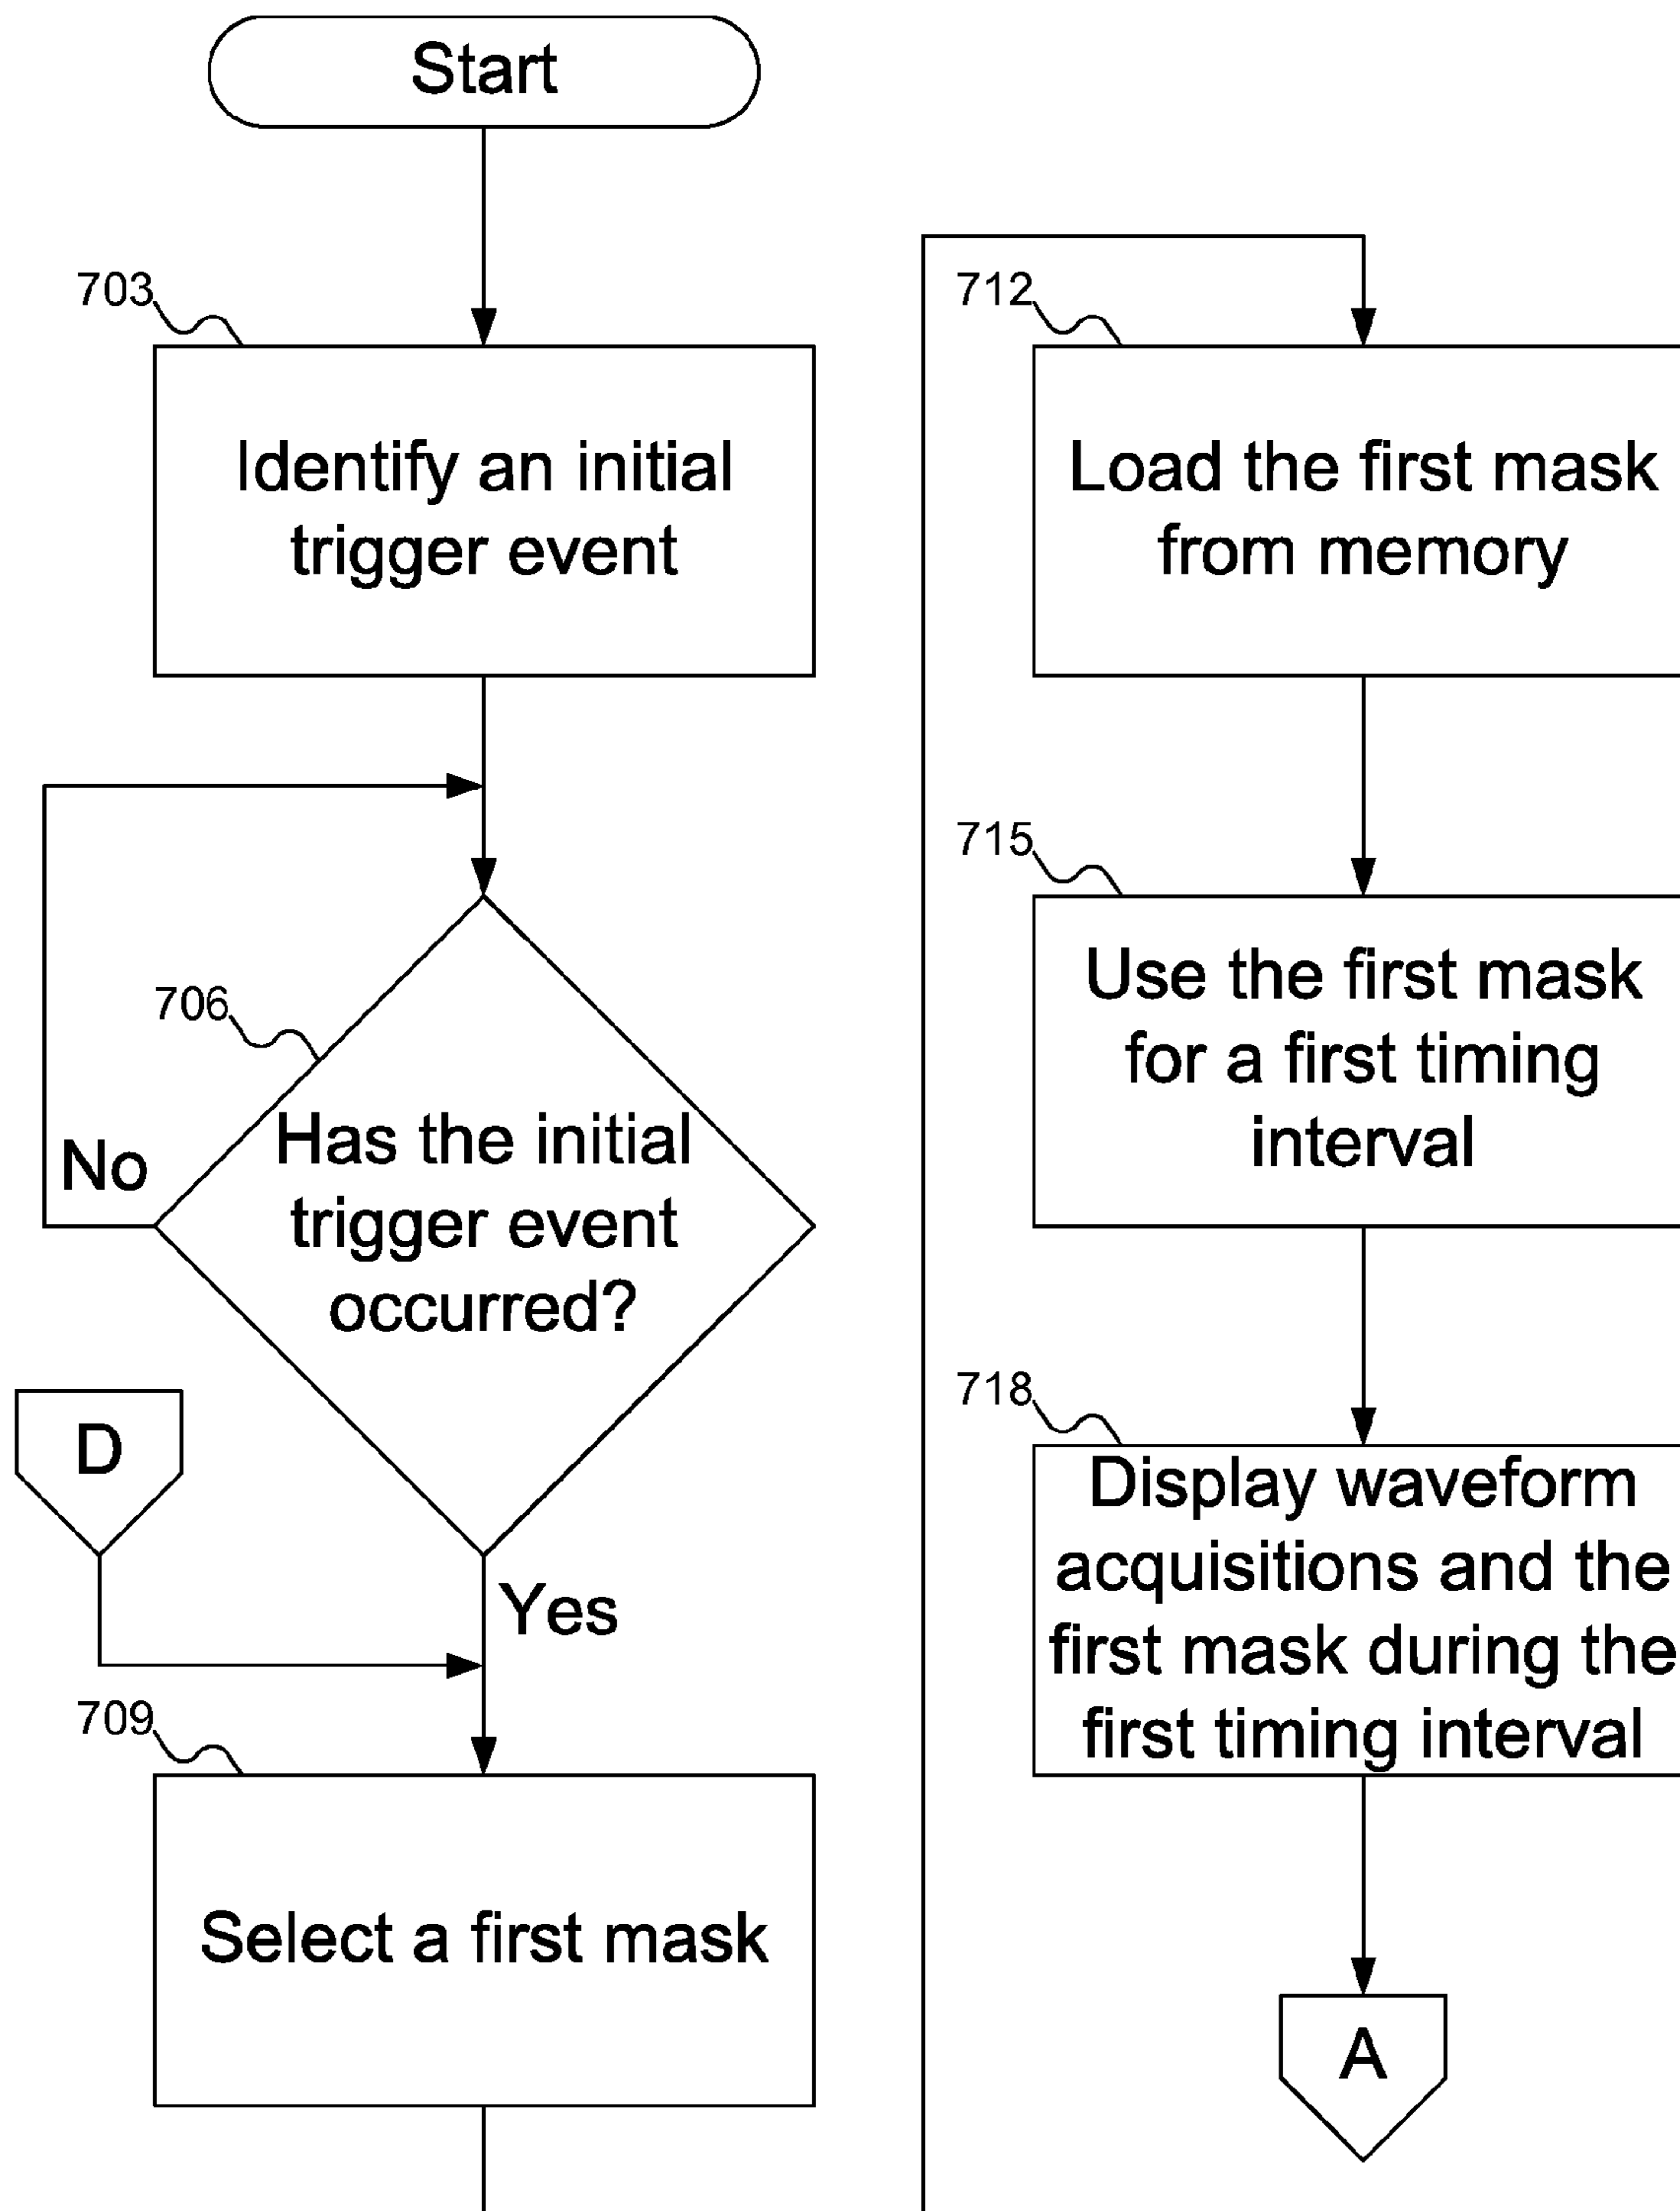 Start
703
Identify an initial
trigger event
706
Has the initial
trigger event
occurred?
No
D
Yes
709
Select a first mask
712
Load the first mask
from memory
715
Use the first mask
for a first timing
interval
718
Display waveform
acquisitions and the
first mask during the
first timing interval
A